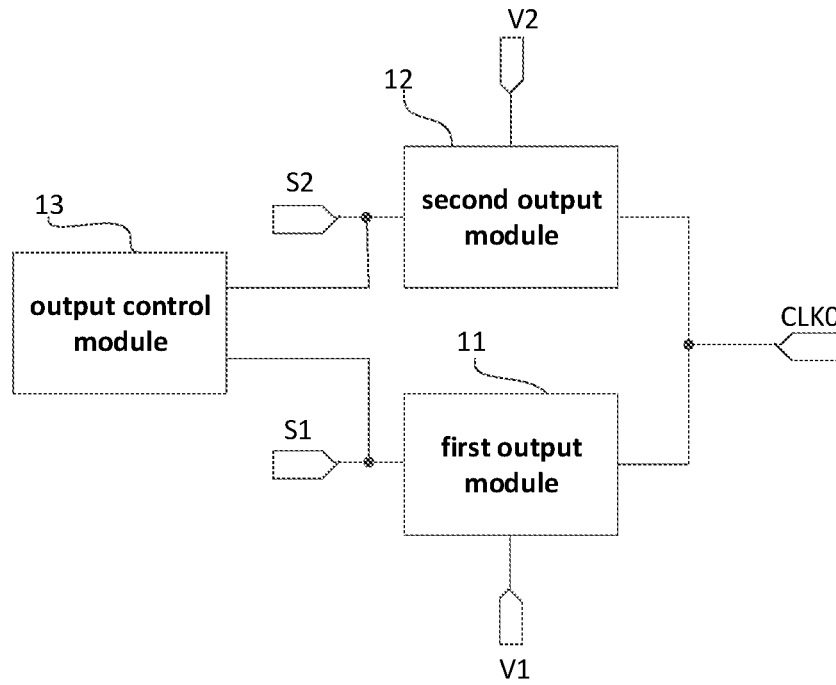 V2
12
S2
second output
module
13
output control
module
CLK0
11
S1
first output
module
V1